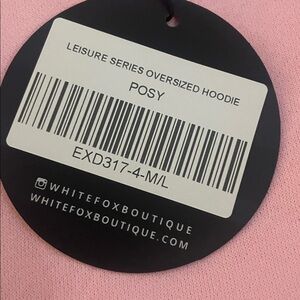 LEISURE SERIES OVERSIZED HOODIE
POSY
EXD317-4-M/L
WHITEFOXBOUTIQUE
WHITEFOXBOUTIQUE.COM